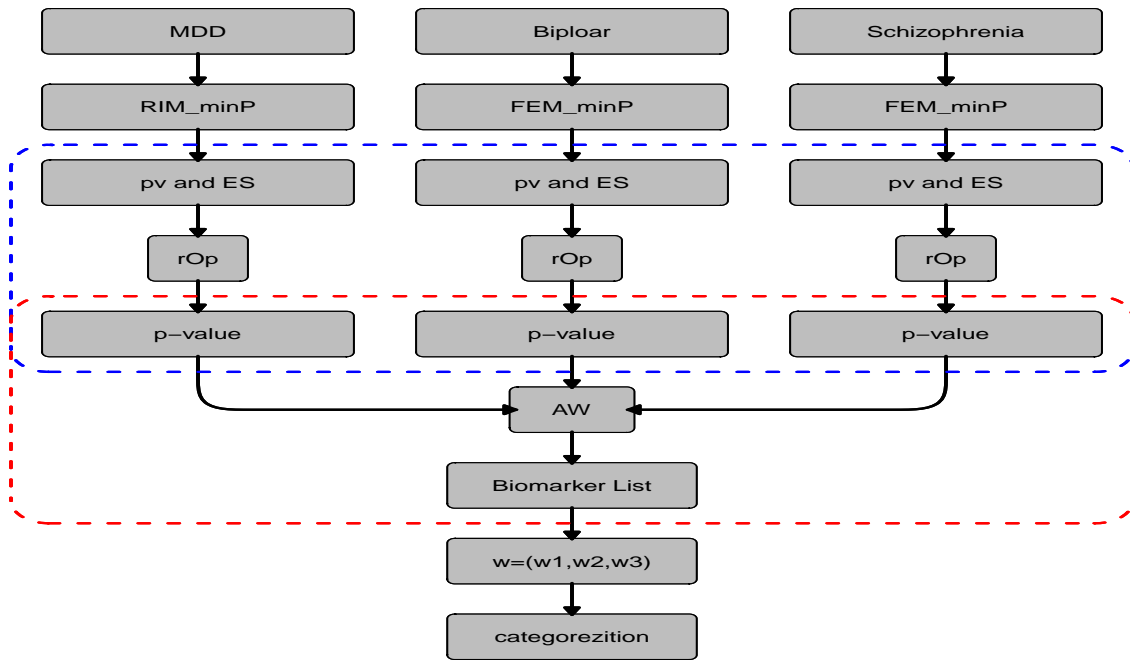 MDD
Biploar
Schizophrenia
RIM_minP
FEM_minP
FEM_minP
pv and ES
pv and ES
pv and ES
rOp
rOp
rOp
p−value
p−value
p−value
AW
Biomarker List
w=(w1,w2,w3)
categorezition